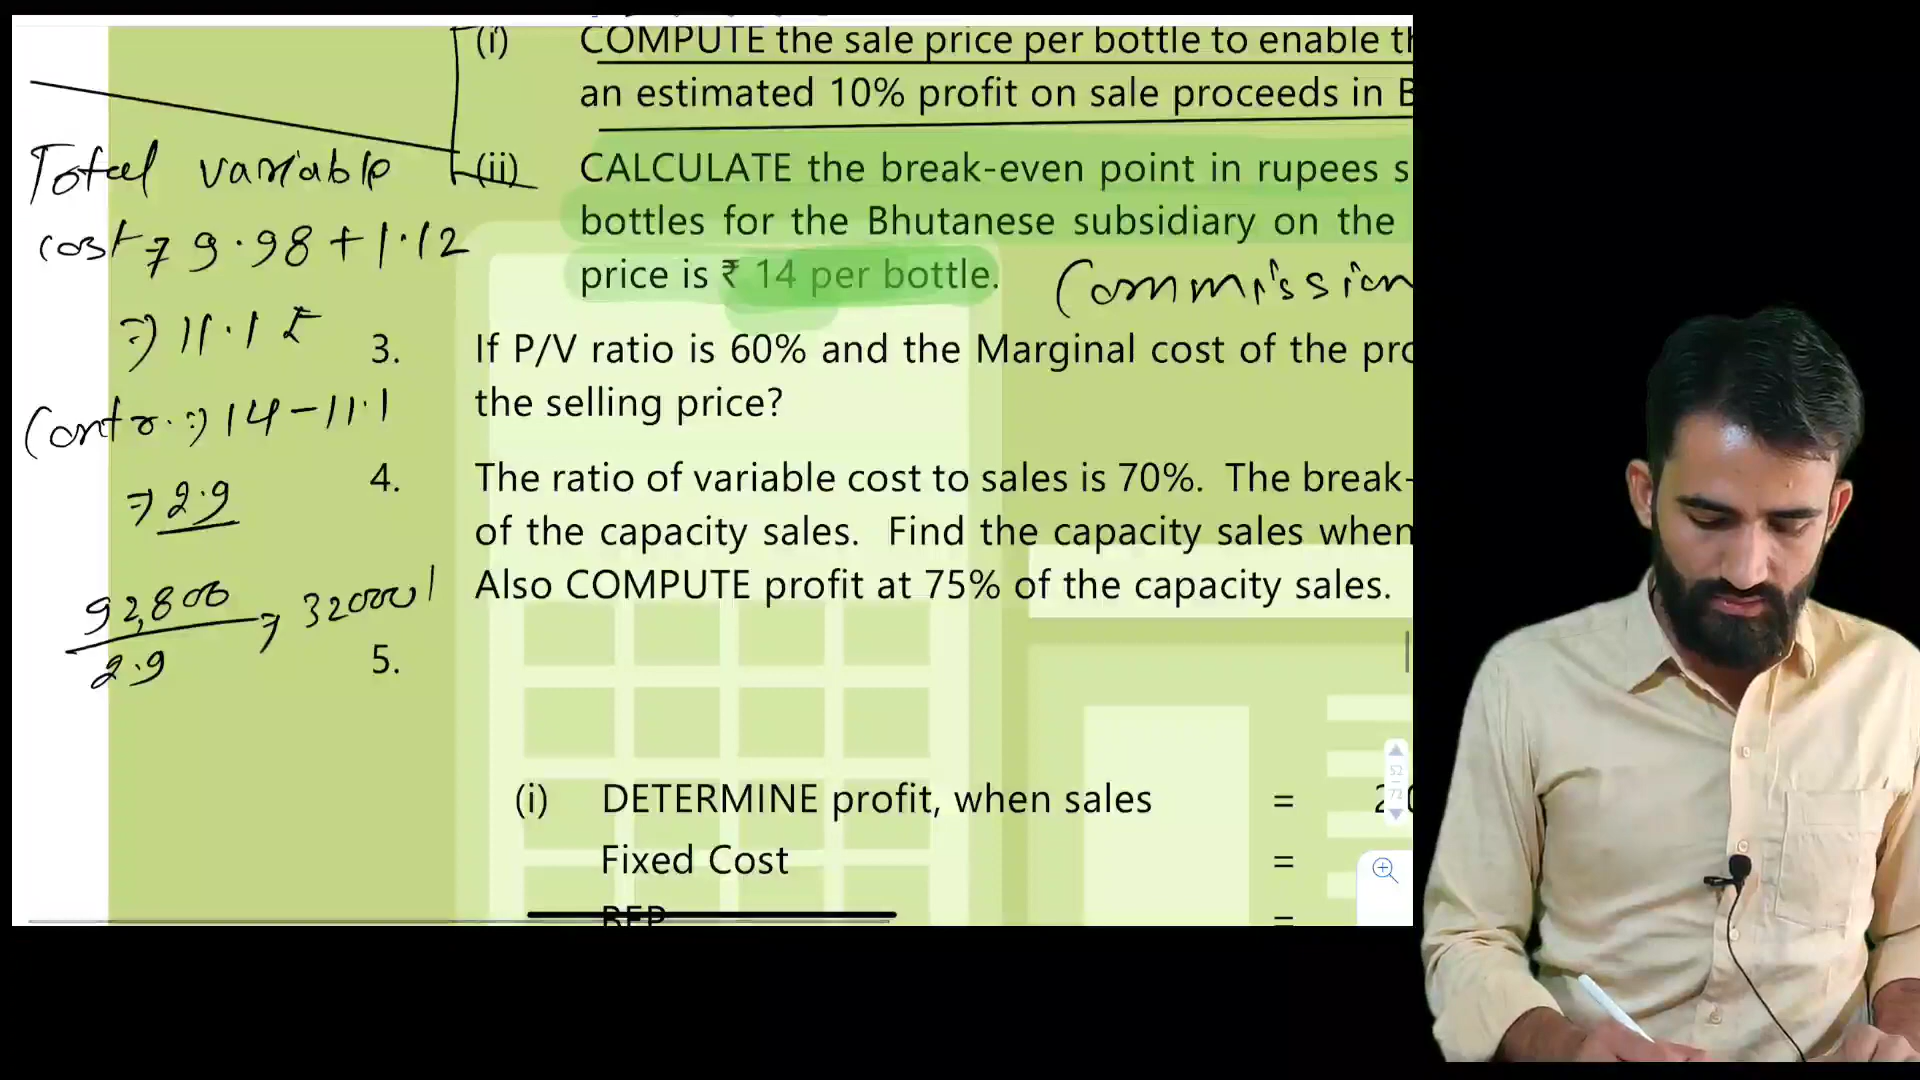 (i) COMPUTE the sale price per bottle to enable
an estimated 10% profit on sale proceeds in
(ii) CALCULATE the break-even point in rupees s
bottles for the Bhutanese subsidiary on the
price is ₹ 14 per bottle.
Commission
Total variable
cost ⇒ 9.98 + 1.12
⇒ 11.1 ₹
Contr. ⇒ 14 - 11.1
⇒ 2.9
92,800
2.9
⇒ 32000
3. If P/V ratio is 60% and the Marginal cost of the pro
the selling price?
4. The ratio of variable cost to sales is 70%. The break-
of the capacity sales. Find the capacity sales when
Also COMPUTE profit at 75% of the capacity sales.
5.
(i) DETERMINE profit, when sales =
Fixed Cost =
BEP =
52
72